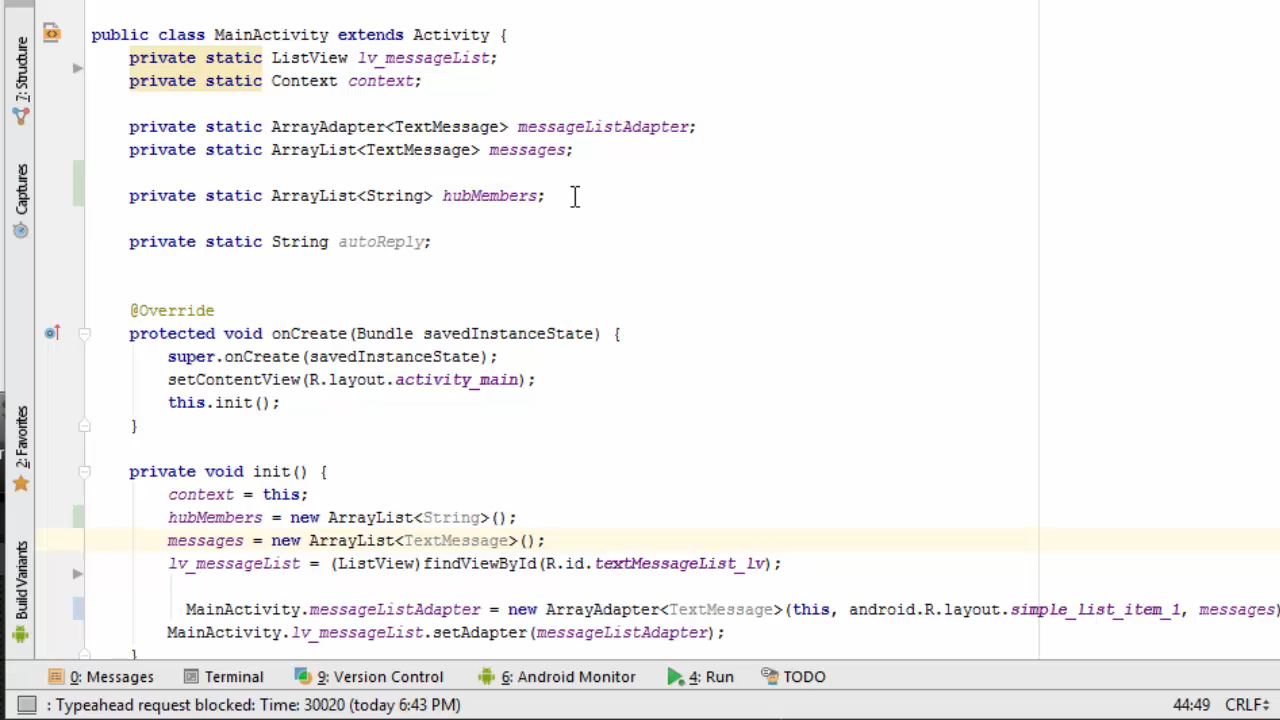 public class MainActivity extends Activity {
private static ListView lv_messageList;
private static Context context;
private static ArrayAdapter<TextMessage> messageListAdapter;
private static ArrayList<TextMessage> messages;
private static ArrayList<String> hubMembers;
private static String autoReply;
@Override
protected void onCreate(Bundle savedInstanceState) {
super.onCreate(savedInstanceState);
setContentView(R.layout.activity_main);
this.init();
}
private void init() {
context = this;
hubMembers = new ArrayList<String>();
messages = new ArrayList<TextMessage>();
lv_messageList = (ListView)findViewById(R.id.textMessageList_lv);
MainActivity.messageListAdapter = new ArrayAdapter<TextMessage>(this, android.R.layout.simple_list_item_1, messages)
MainActivity.lv_messageList.setAdapter(messageListAdapter);
}
7: Structure
Captures
2: Favorites
Build Variants
0: Messages
Terminal
9: Version Control
6: Android Monitor
4: Run
TODO
: Typeahead request blocked: Time: 30020 (today 6:43 PM)
44:49
CRLF